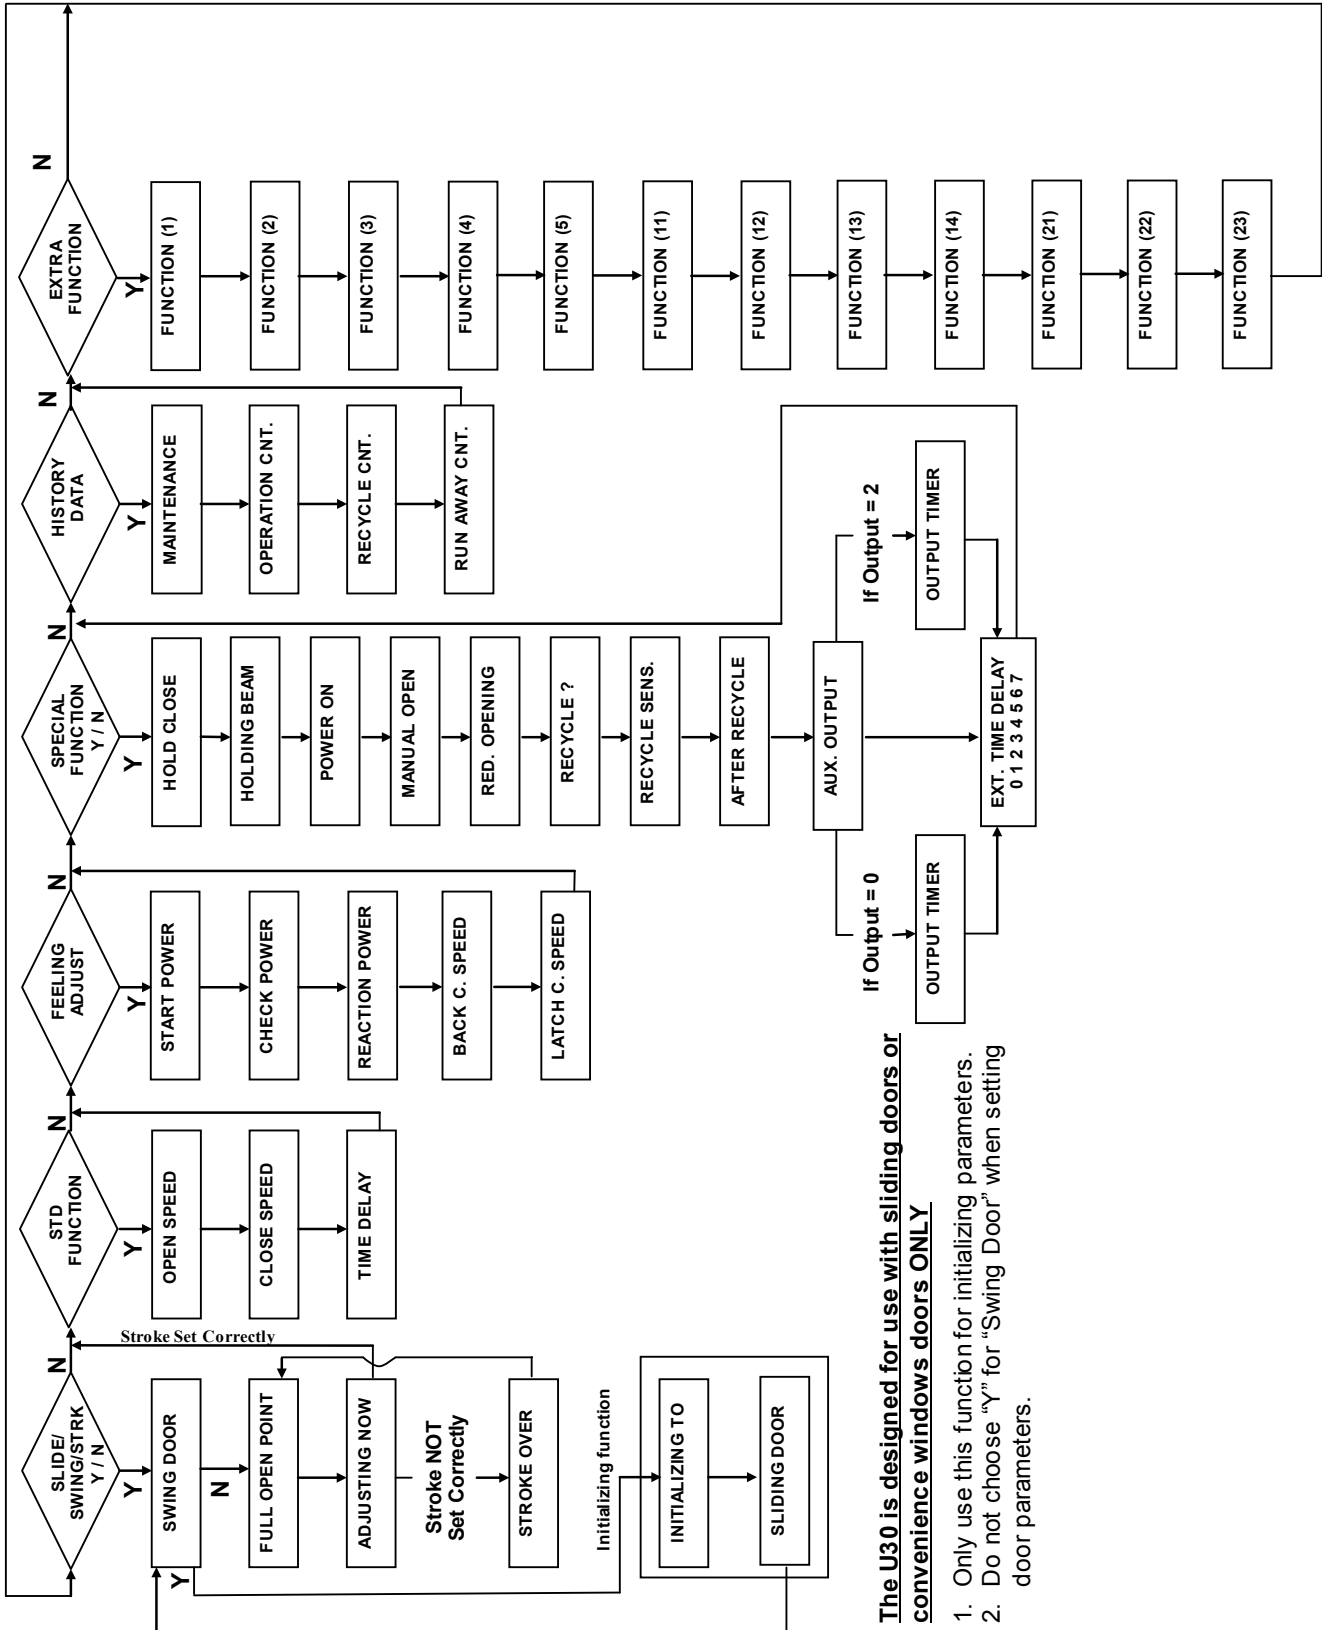 SLIDE/
SWING/STRK
Y / N
N
Y
SWING DOOR
Y
N
FULL OPEN POINT
ADJUSTING NOW
Stroke Set Correctly
Stroke NOT
Set Correctly
STROKE OVER
Initializing function
INITIALIZING TO
SLIDING DOOR
STD
FUNCTION
N
Y
OPEN SPEED
CLOSE SPEED
TIME DELAY
FEELING
ADJUST
N
Y
START POWER
CHECK POWER
REACTION POWER
BACK C. SPEED
LATCH C. SPEED
SPECIAL
FUNCTION
Y / N
N
Y
HOLD CLOSE
HOLDING BEAM
POWER ON
MANUAL OPEN
RED. OPENING
RECYCLE ?
RECYCLE SENS.
AFTER RECYCLE
AUX. OUTPUT
If Output = 0
OUTPUT TIMER
If Output = 2
OUTPUT TIMER
EXT. TIME DELAY
0 1 2 3 4 5 6 7
HISTORY
DATA
N
Y
MAINTENANCE
OPERATION CNT.
RECYCLE CNT.
RUN AWAY CNT.
EXTRA
FUNCTION
N
Y
FUNCTION (1)
FUNCTION (2)
FUNCTION (3)
FUNCTION (4)
FUNCTION (5)
FUNCTION (11)
FUNCTION (12)
FUNCTION (13)
FUNCTION (14)
FUNCTION (21)
FUNCTION (22)
FUNCTION (23)
The U30 is designed for use with sliding doors or
convenience windows doors ONLY
1. Only use this function for initializing parameters.
2. Do not choose “Y” for “Swing Door” when setting
door parameters.